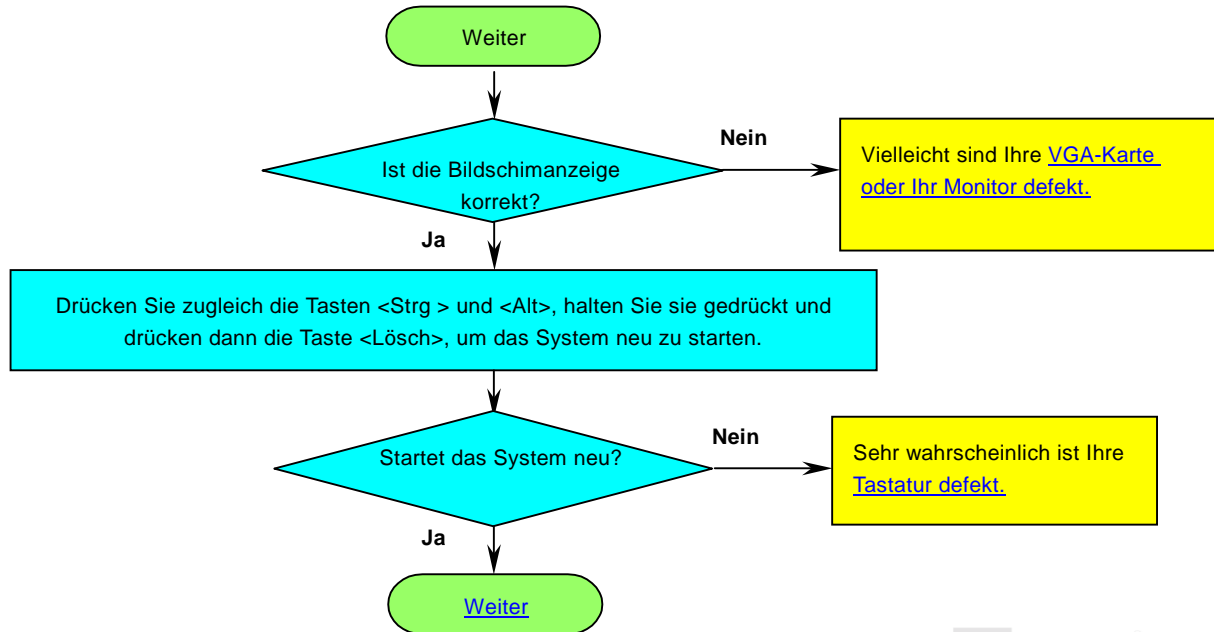 Weiter
Nein
Ist die Bildschimanzeige
korrekt?
Vielleicht sind Ihre VGA-Karte
oder Ihr Monitor defekt.
Ja
Drücken Sie zugleich die Tasten <Strg > und <Alt>, halten Sie sie gedrückt und
drücken dann die Taste <Lösch>, um das System neu zu starten.
Nein
Startet das System neu?
Sehr wahrscheinlich ist Ihre
Tastatur defekt.
Ja
Weiter